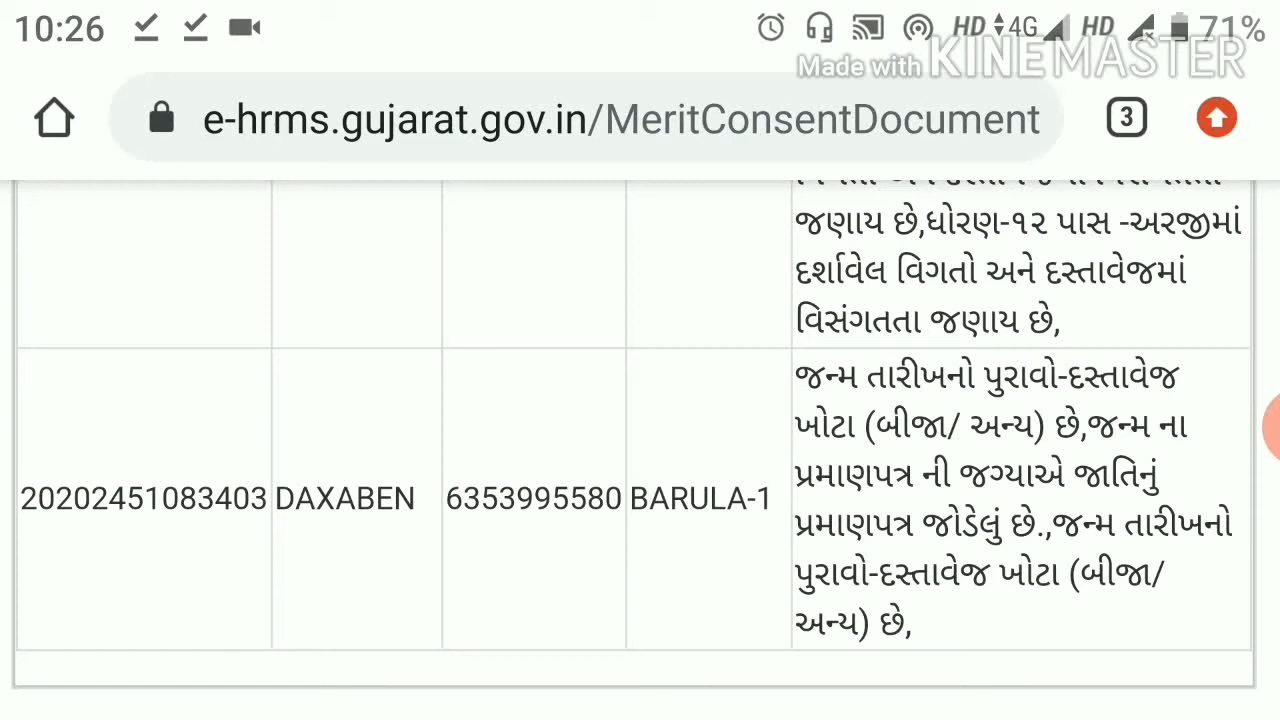 10:26 HD 4G HD 71%
Made with KINEMASTER
e-hrms.gujarat.gov.in/MeritConsentDocument 3
જણાય છે,ધોરણ-૧૨ પાસ -અરજીમાં
દર્શાવેલ વિગતો અને દસ્તાવેજમાં
વિસંગતતા જણાય છે,
20202451083403 DAXABEN 6353995580 BARULA-1
જન્મ તારીખનો પુરાવો-દસ્તાવેજ
ખોટા (બીજા/ અન્ય) છે,જન્મ ના
પ્રમાણપત્ર ની જગ્યાએ જાતિનું
પ્રમાણપત્ર જોડેલું છે.,જન્મ તારીખનો
પુરાવો-દસ્તાવેજ ખોટા (બીજા/
અન્ય) છે,